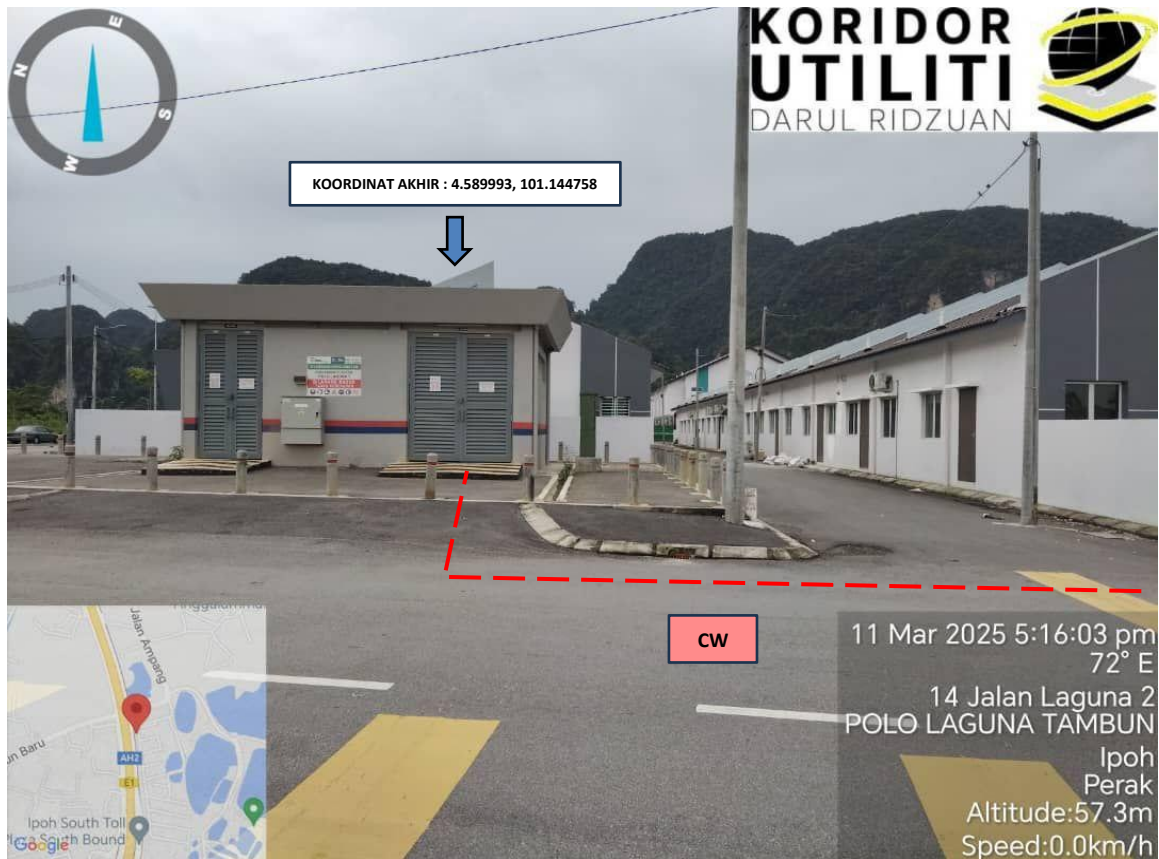 N
E
S
W
KORIDOR
UTILITI
DARUL RIDZUAN
KOORDINAT AKHIR : 4.589993, 101.144758
CW
11 Mar 2025 5:16:03 pm
72° E
14 Jalan Laguna 2
POLO LAGUNA TAMBUN
Ipoh
Perak
Altitude:57.3m
Speed:0.0km/h
Jalan Ampang
un Baru
AH2
E1
Ipoh South Toll
Plaza South Bound
Google